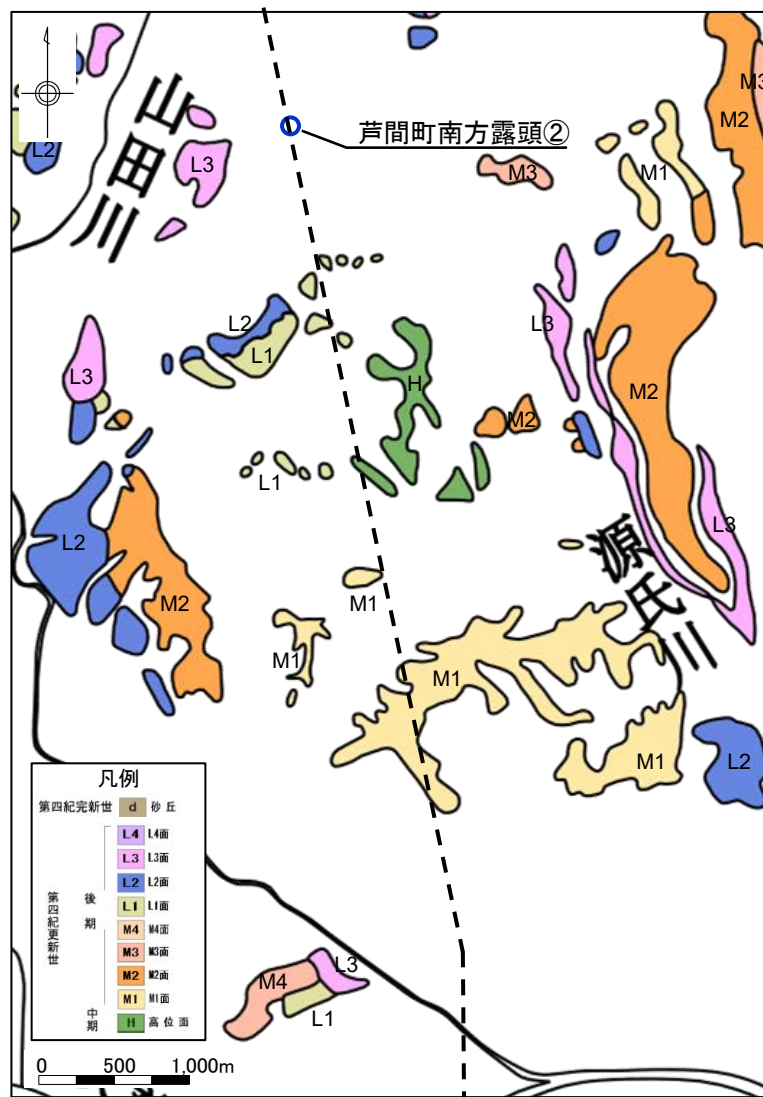 山田川
芦間町南方露頭②
L2
L3
M3
M1
M2
M3
L2
L1
L3
H
M2
L3
M2
L1
L2
M2
L3
源氏川
M1
M1
M1
M1
L2
凡例
第四紀完新世 d 砂丘
第四紀更新世
後期
中期
L4 L4面
L3 L3面
L2 L2面
L1 L1面
M4 M4面
M3 M3面
M2 M2面
M1 M1面
H 高位面
M4
L3
L1
0 500 1,000m